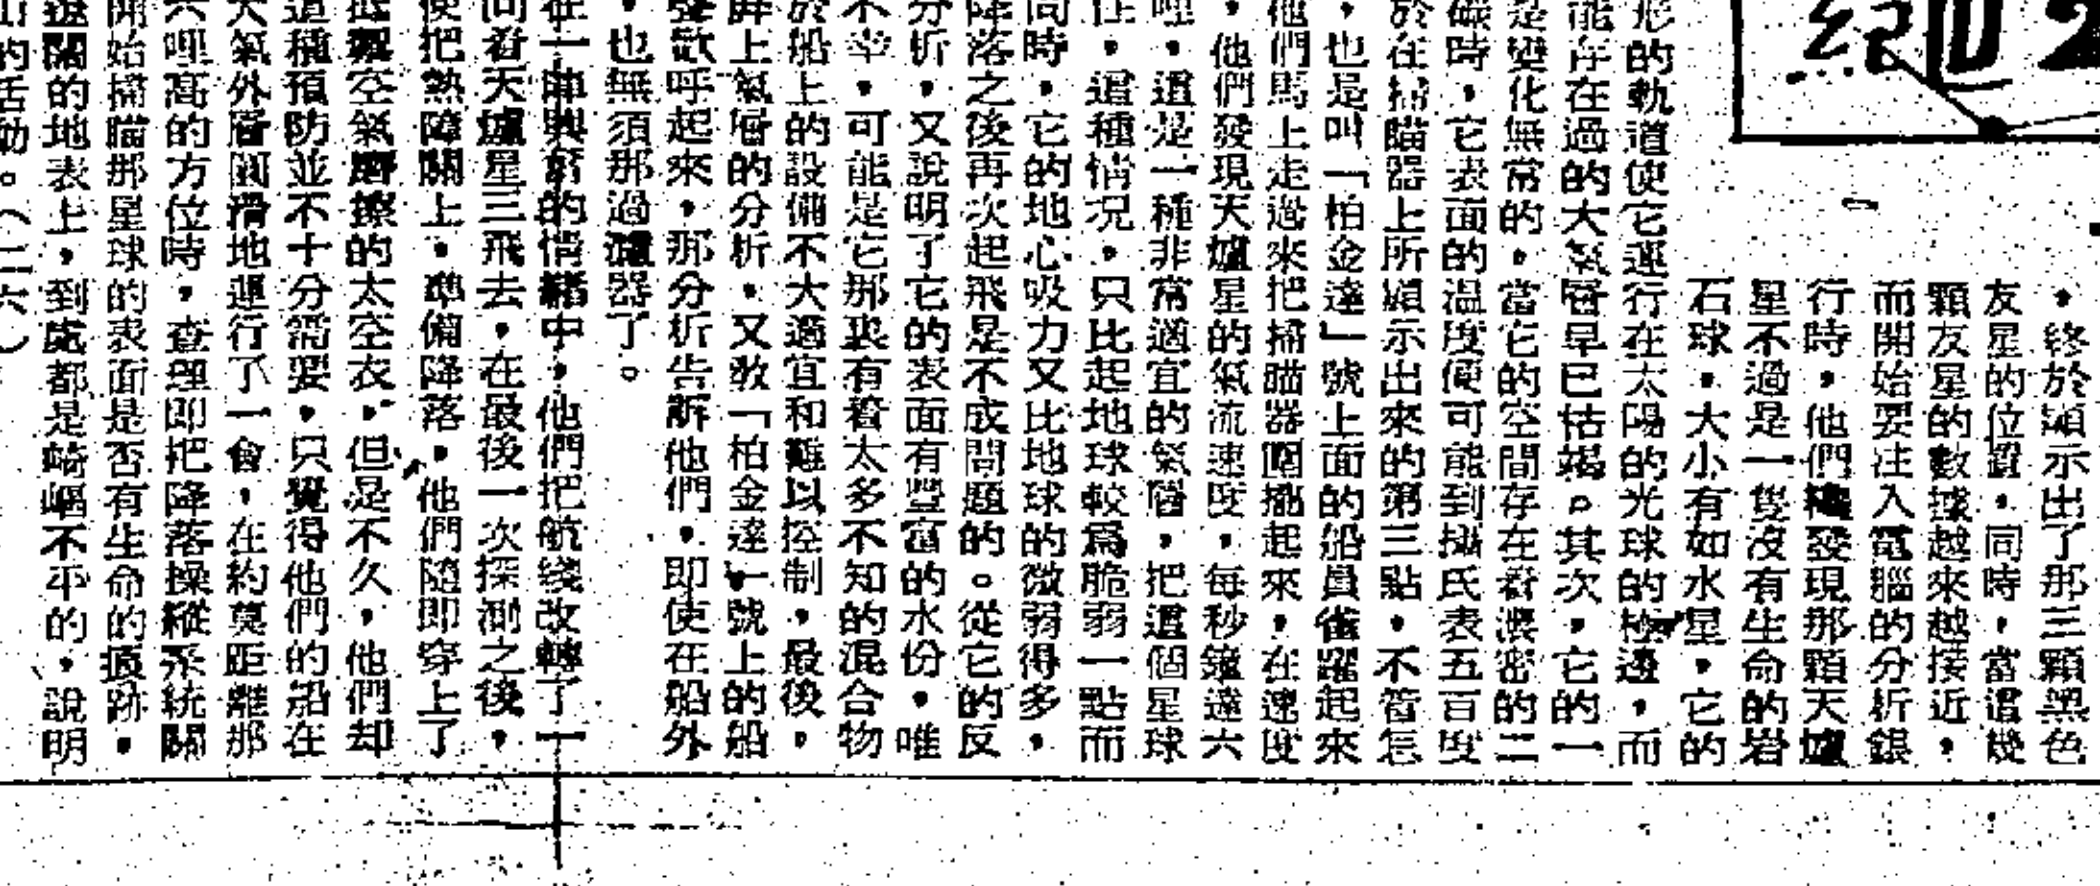 紀
，終於顯示出了那三顆黑色
友星的位置，同時，當這幾
顆友星的數據越來越接近，
而開始要注入電腦的分析銀
行時，他們發現那顆天爐
星不過是一隻沒有生命的岩
石球，大小有如水星，它的
形的軌道使它運行在太陽的光球的極邊，而
能存在過的大氣層早已枯竭。其次，它的一
是變化無常的，當它的空間存在着濃密的二
碳時，它表面的溫度便可能到攝氏表五百度
於在掃瞄器上所顯示出來的第三點，不管怎
，也是叫「柏金達」號上面的船員雀躍起來
他們馬上走過來把掃瞄器開起來，在速度
，他們發現天爐星的氣流速度，每秒鐘達六
哩，這是一種非常適宜的氣層，把這個星球
住，這種情況，只比起地球較爲脆弱一點而
同時，它的地心吸力又比地球的微弱得多，
降落之後再次起飛是不成問題的。從它的反
分析，又說明了它的表面有豐富的水份，唯
不幸，可能是它那裏有着太多不知的混合物
於船上的設備不大適宜和難以控制，最後，
屏上氣層的分析，又教「柏金達」號上的船
聲歡呼起來，那分析告訴他們，即使在船外
，也無須那過濾器了。
在一陣興奮的情緒中，他們把航綫改轉了一
向着天爐星三飛去，在最後一次探測之後，
便把熱障關上，準備降落，他們隨即穿上了
抵禦空氣磨擦的太空衣，但是不久，他們却
這種預防並不十分需要，只覺得他們的船在
大氣外層圓滑地運行了一會，在約莫距離那
六哩高的方位時，查理即把降落操縱系統關
開始掃瞄那星球的表面是否有生命的痕跡，
遼闊的地表上，到處都是崎嶇不平的，說明
山的活動。（二六）